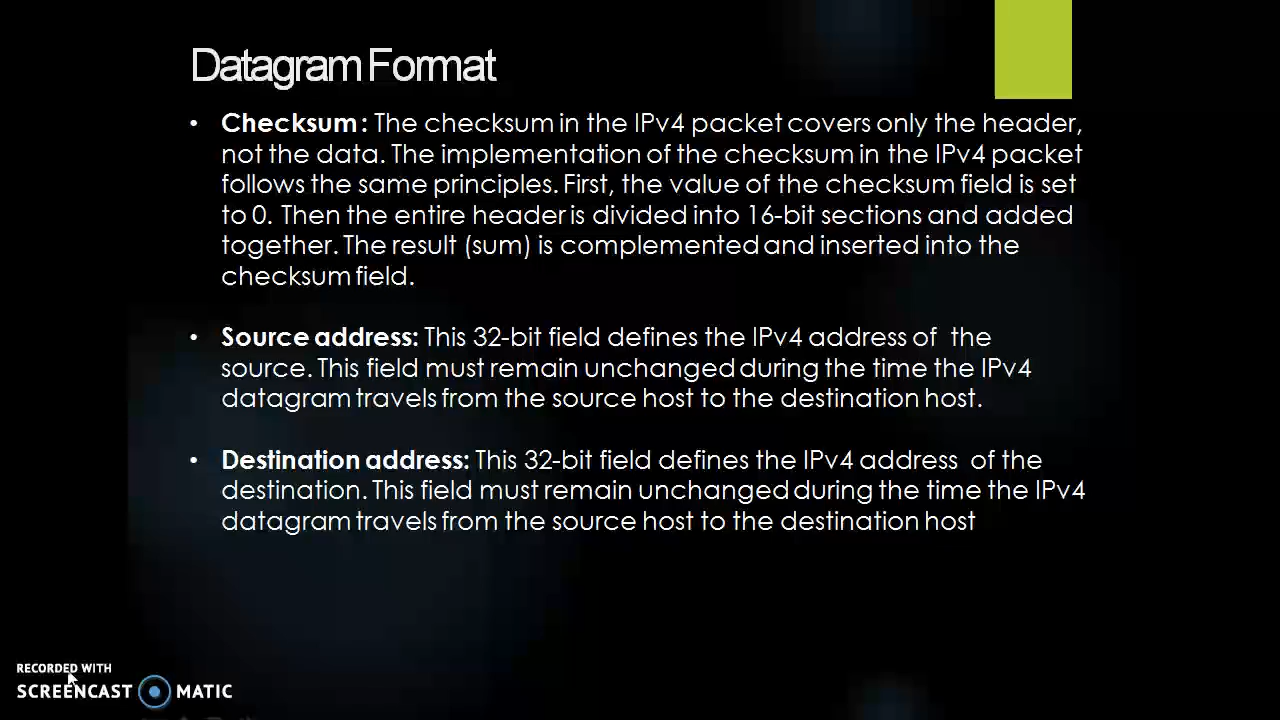 Datagram Format
• Checksum : The checksum in the IPv4 packet covers only the header,
not the data. The implementation of the checksum in the IPv4 packet
follows the same principles. First, the value of the checksum field is set
to 0. Then the entire header is divided into 16-bit sections and added
together. The result (sum) is complemented and inserted into the
checksum field.
• Source address: This 32-bit field defines the IPv4 address of the
source. This field must remain unchanged during the time the IPv4
datagram travels from the source host to the destination host.
• Destination address: This 32-bit field defines the IPv4 address of the
destination. This field must remain unchanged during the time the IPv4
datagram travels from the source host to the destination host
RECORDED WITH
SCREENCAST MATIC